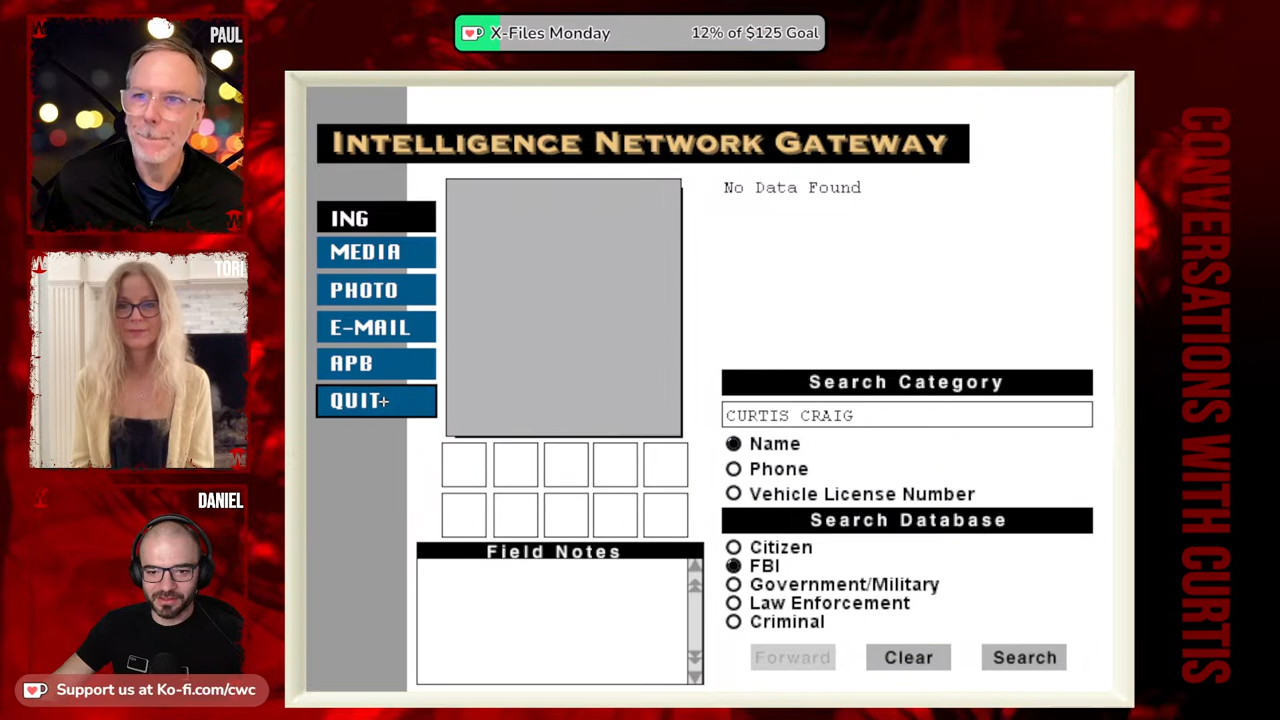 PAUL
X-Files Monday 12% of $125 Goal
INTELLIGENCE NETWORK GATEWAY
No Data Found
ING
MEDIA
PHOTO
E-MAIL
APB
QUIT
TORI
DANIEL
Search Category
CURTIS CRAIG
Name
Phone
Vehicle License Number
Search Database
Citizen
FBI
Government/Military
Law Enforcement
Criminal
Forward Clear Search
Field Notes
Support us at Ko-fi.com/cwc
CONVERSATIONS WITH CURTIS